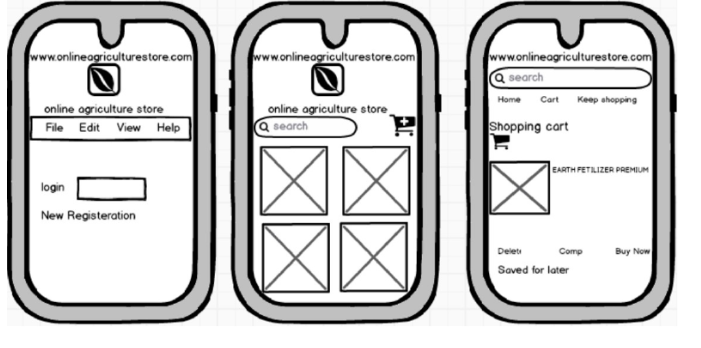 www.onlineagriculturestore.com
online agriculture store
File Edit View Help
login
New Registeration
www.onlineagriculturestore.com
online agriculture store
search
www.onlineagriculturestore.com
search
Home Cart Keep shopping
Shopping cart
EARTH FETILIZER PREMIUM
Delete Comp Buy Now
Saved for later